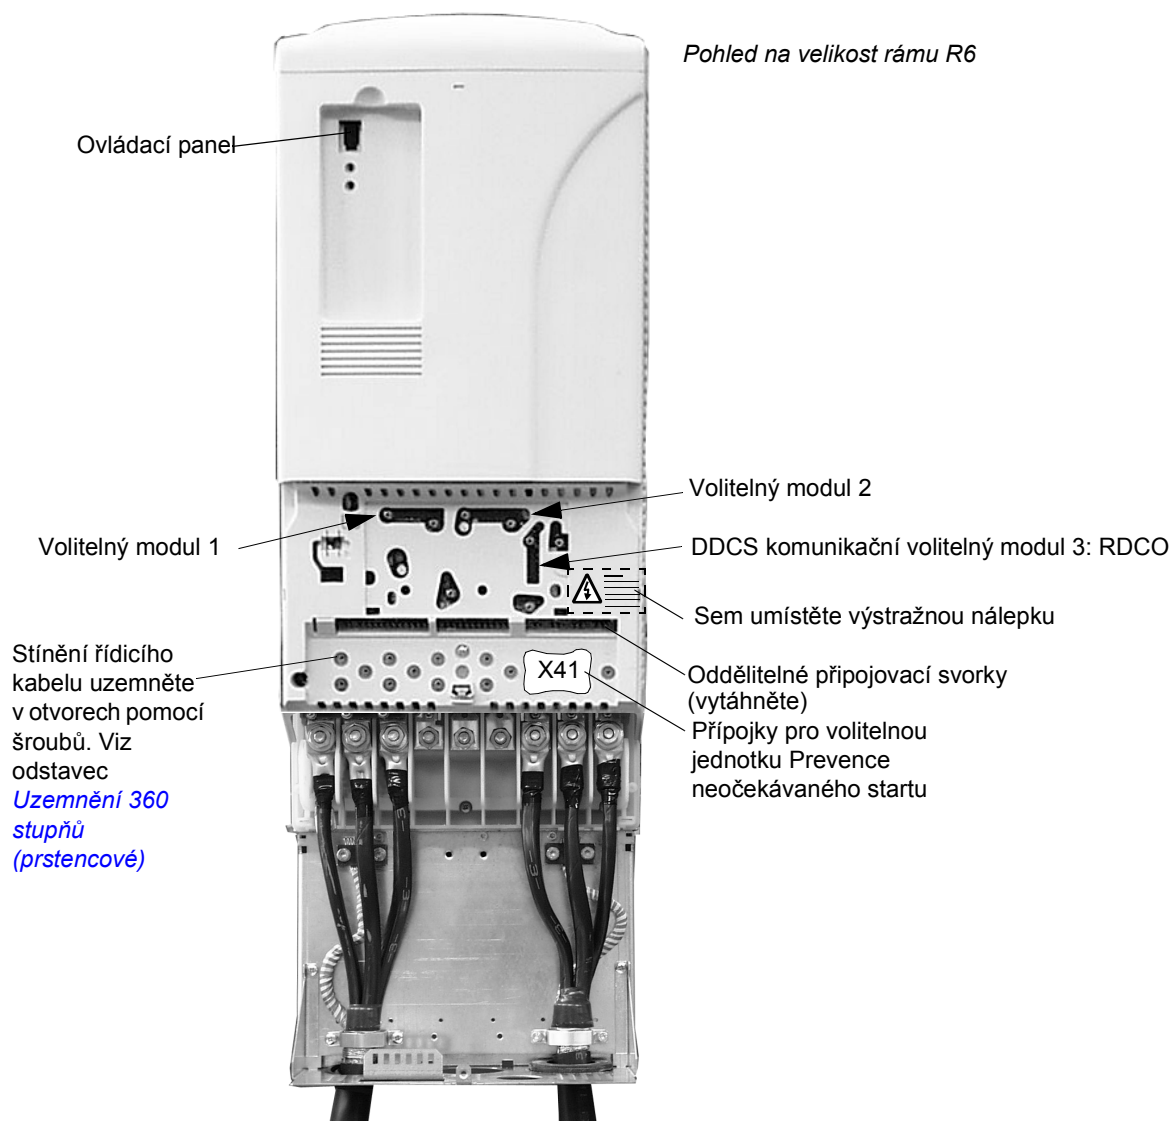 Pohled na velikost rámu R6
Ovládací panel
Volitelný modul 2
Volitelný modul 1
DDCS komunikační volitelný modul 3: RDCO
Sem umístěte výstražnou nálepku
Stínění řídicího
kabelu uzemněte
v otvorech pomocí
šroubů. Viz
odstavec
Uzemnění 360
stupňů
(prstencové)
X41
Oddělitelné připojovací svorky
(vytáhněte)
Přípojky pro volitelnou
jednotku Prevence
neočekávaného startu